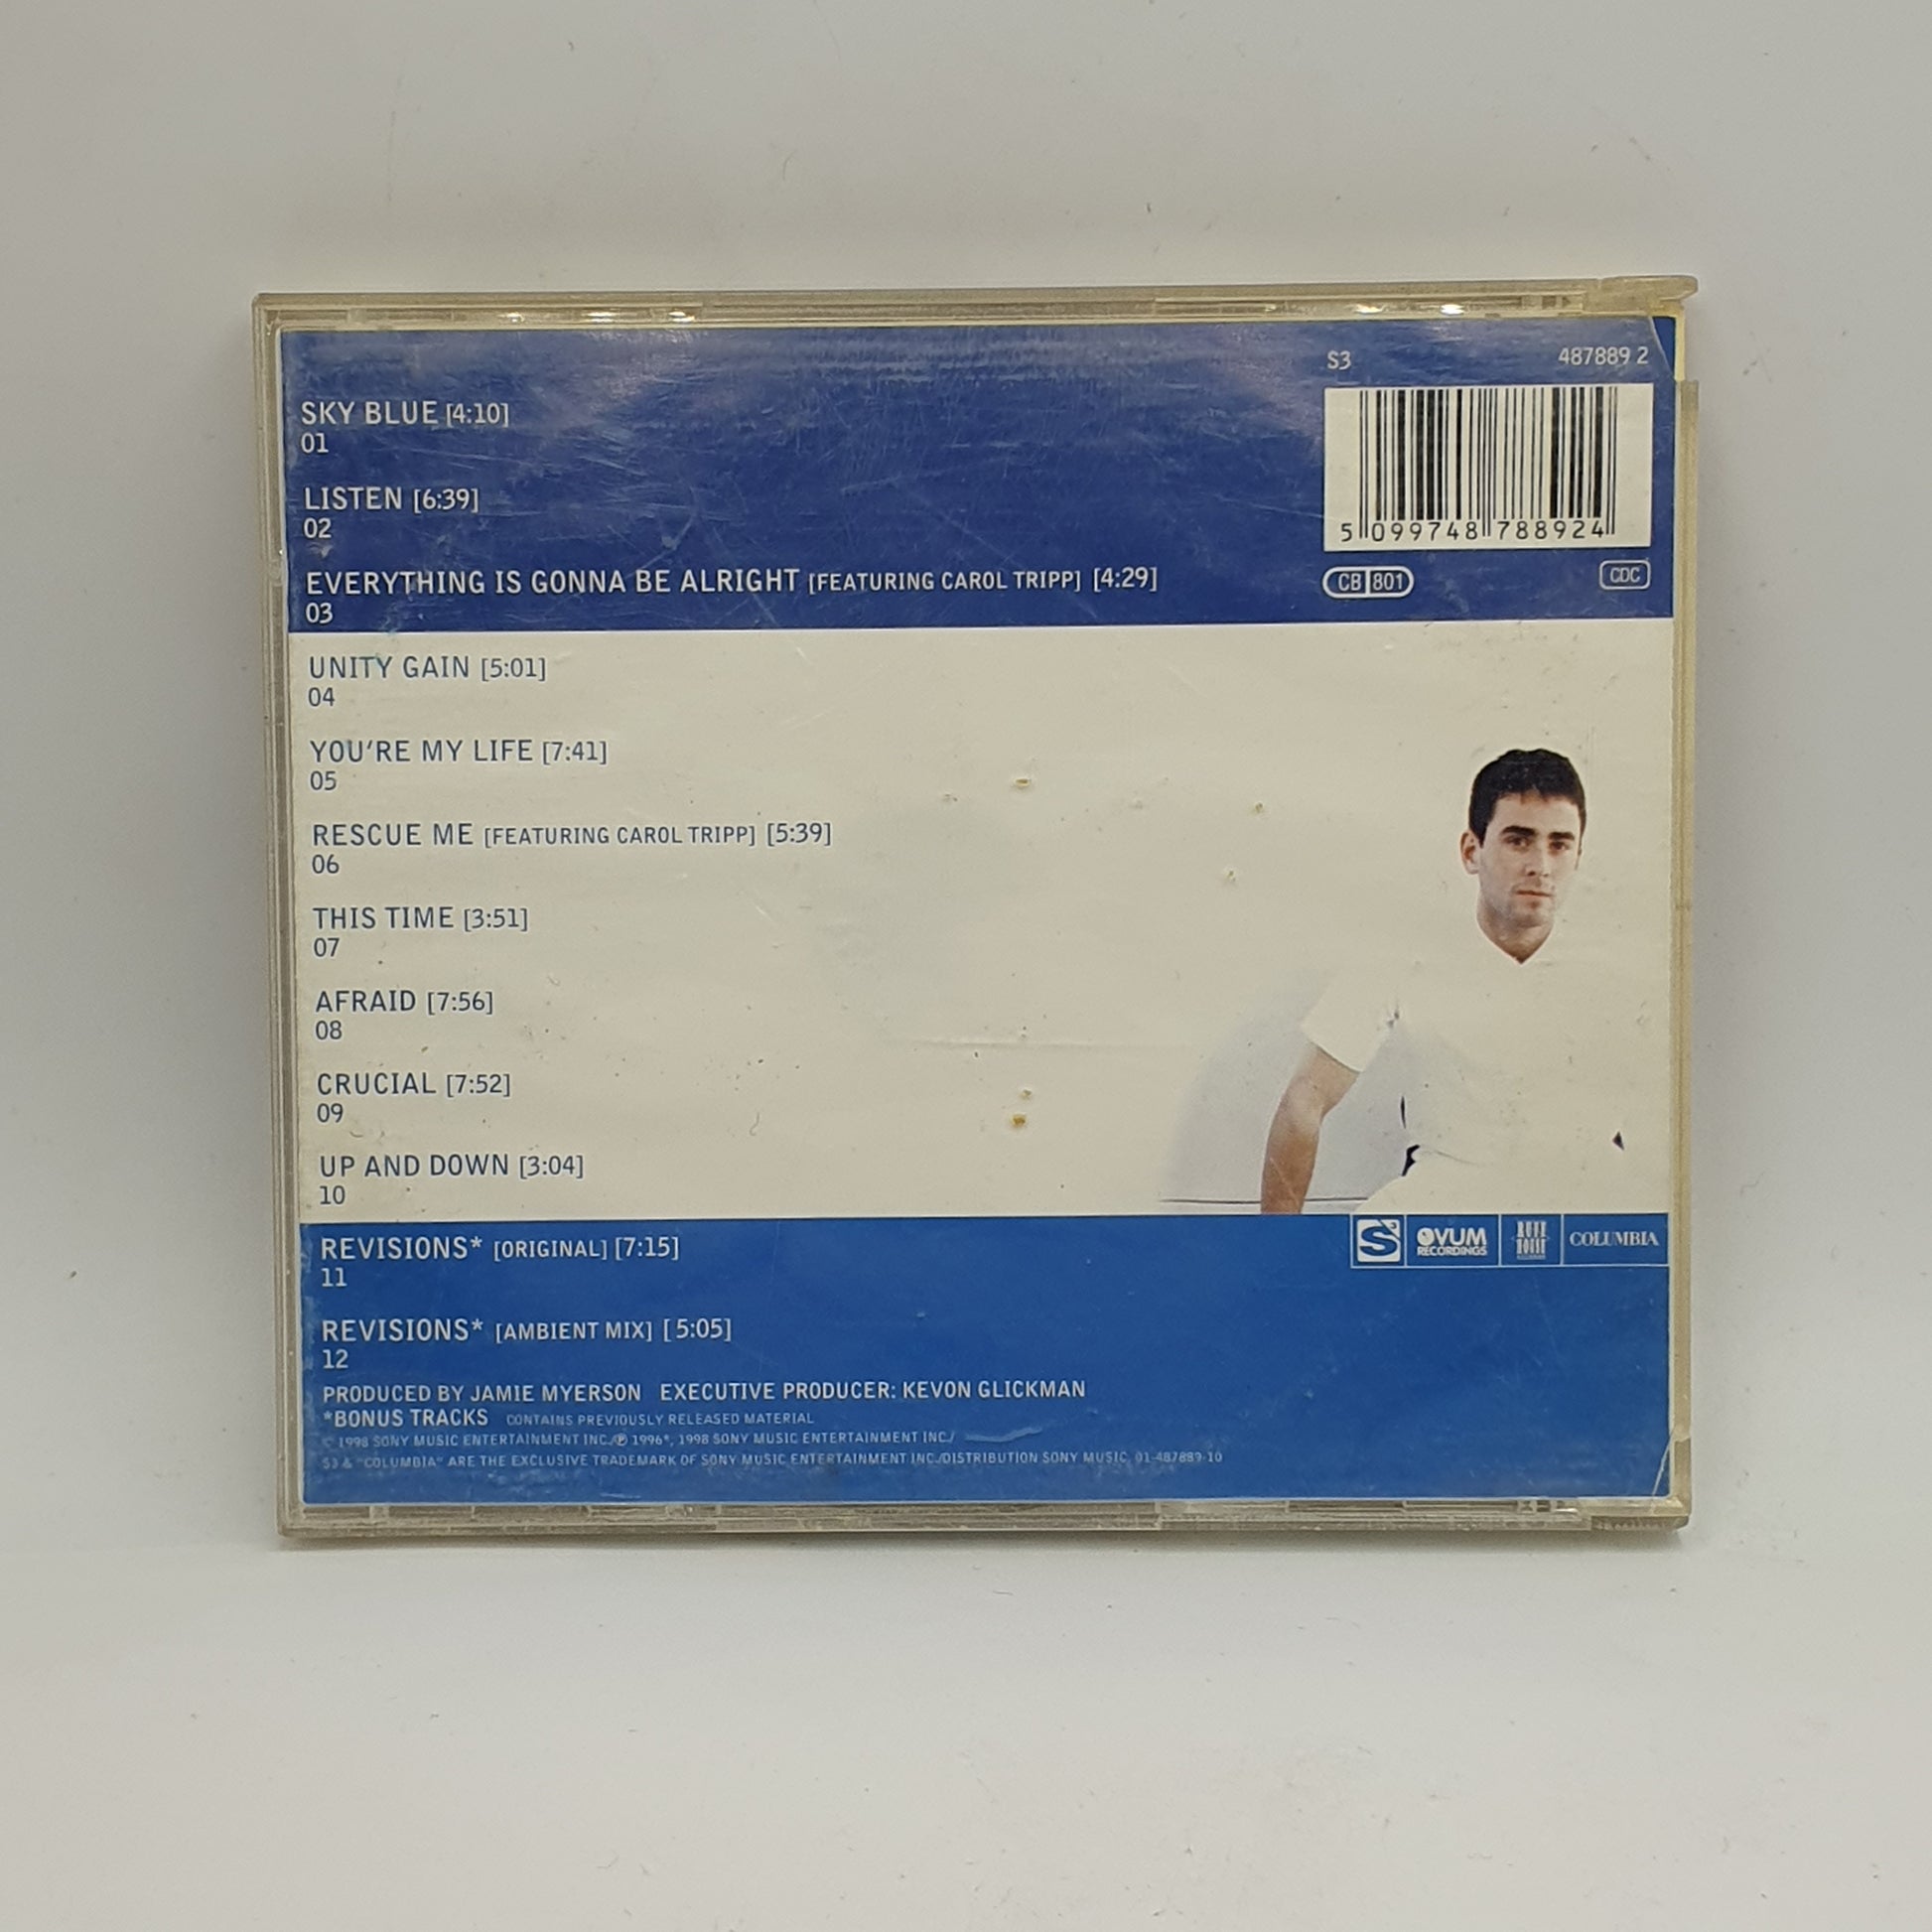 S3 487889 2
SKY BLUE [4:10]
01
LISTEN [6:39]
02
5 099748 788924
EVERYTHING IS GONNA BE ALRIGHT [FEATURING CAROL TRIPP] [4:29]
03
CB 801 CDC
UNITY GAIN [5:01]
04
YOU'RE MY LIFE [7:41]
05
RESCUE ME [FEATURING CAROL TRIPP] [5:39]
06
THIS TIME [3:51]
07
AFRAID [7:56]
08
CRUCIAL [7:52]
09
UP AND DOWN [3:04]
10
S3 OVUM RECORDINGS RUFF HOUSE COLUMBIA
REVISIONS* [ORIGINAL] [7:15]
11
REVISIONS* [AMBIENT MIX] [ 5:05]
12
PRODUCED BY JAMIE MYERSON EXECUTIVE PRODUCER: KEVON GLICKMAN
*BONUS TRACKS CONTAINS PREVIOUSLY RELEASED MATERIAL
© 1998 SONY MUSIC ENTERTAINMENT INC./℗ 1996*, 1998 SONY MUSIC ENTERTAINMENT INC./
S3 & "COLUMBIA" ARE THE EXCLUSIVE TRADEMARK OF SONY MUSIC ENTERTAINMENT INC./DISTRIBUTION SONY MUSIC 01-487889-10